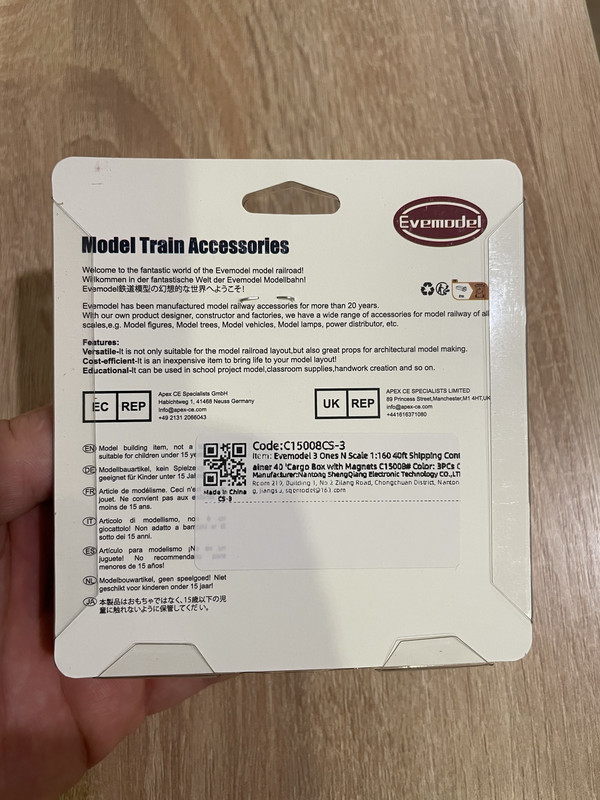 Evemodel
Model Train Accessories
Welcome to the fantastic world of the Evemodel model railroad!
Willkommen in der fantastische Welt der Evemodel Modellbahn!
Evemodel鉄道模型の幻想的な世界へようこそ!
Evemodel has been manufactured model railway accessories for more than 20 years.
With our own product designer, constructor and factories, we have a wide range of accessories for model railway of all
scales,e.g. Model figures, Model trees, Model vehicles, Model lamps, power distributor, etc.
Features:
Versatile-It is not only suitable for the model railroad layout,but also great props for architectural model making.
Cost-efficient-It is an inexpensive item to bring life to your model layout!
Educational-It can be used in school project model,classroom supplies,handwork creation and so on.
EC REP
Apex CE Specialists GmbH
Habichtweg 1, 41468 Neuss Germany
Info@apex-ce.com
+49 2131 2066043
UK REP
APEX CE SPECIALISTS LIMITED
89 Princess Street,Manchester,M1 4HT,UK
Info@apex-ce.com
+441616371080
EN Model building item, not a
suitable for children under 15 ye
DE Modellbauartikel, kein Spielze
geeignet für Kinder unter 15 Ja
FR Article de modélisme. Ceci n'e
jouet. Ne convient pas aux e
moins de 15 ans.
IT Articolo di modellismo, no
giocattolo! Non adatto a bam
sotto dei 15 anni.
ES Artículo para modelismo ¡N
juguete! No recomenda
menores de 15 años!
NL Modelbouwartikel, geen speelgoed! Niet
geschikt voor kinderen onder 15 jaar!
JA 本製品はおもちゃではなく、15歳以下の児
童に触れないように保管してください。
Code:C15008CS-3
Item: Evemodel 3 Ones N Scale 1:160 40ft Shipping Cont
ainer 40 'Cargo Box with Magnets C15008# Color: 3PCS C
Manufacturer:Nantong ShengQiang Electronic Technology CO.,LT
Room 219, Building 1, No.3 Zilang Road, Chongchuan District, Nanton
g, Jiangsu, sqemodel@163.com
Made in China
CS-3